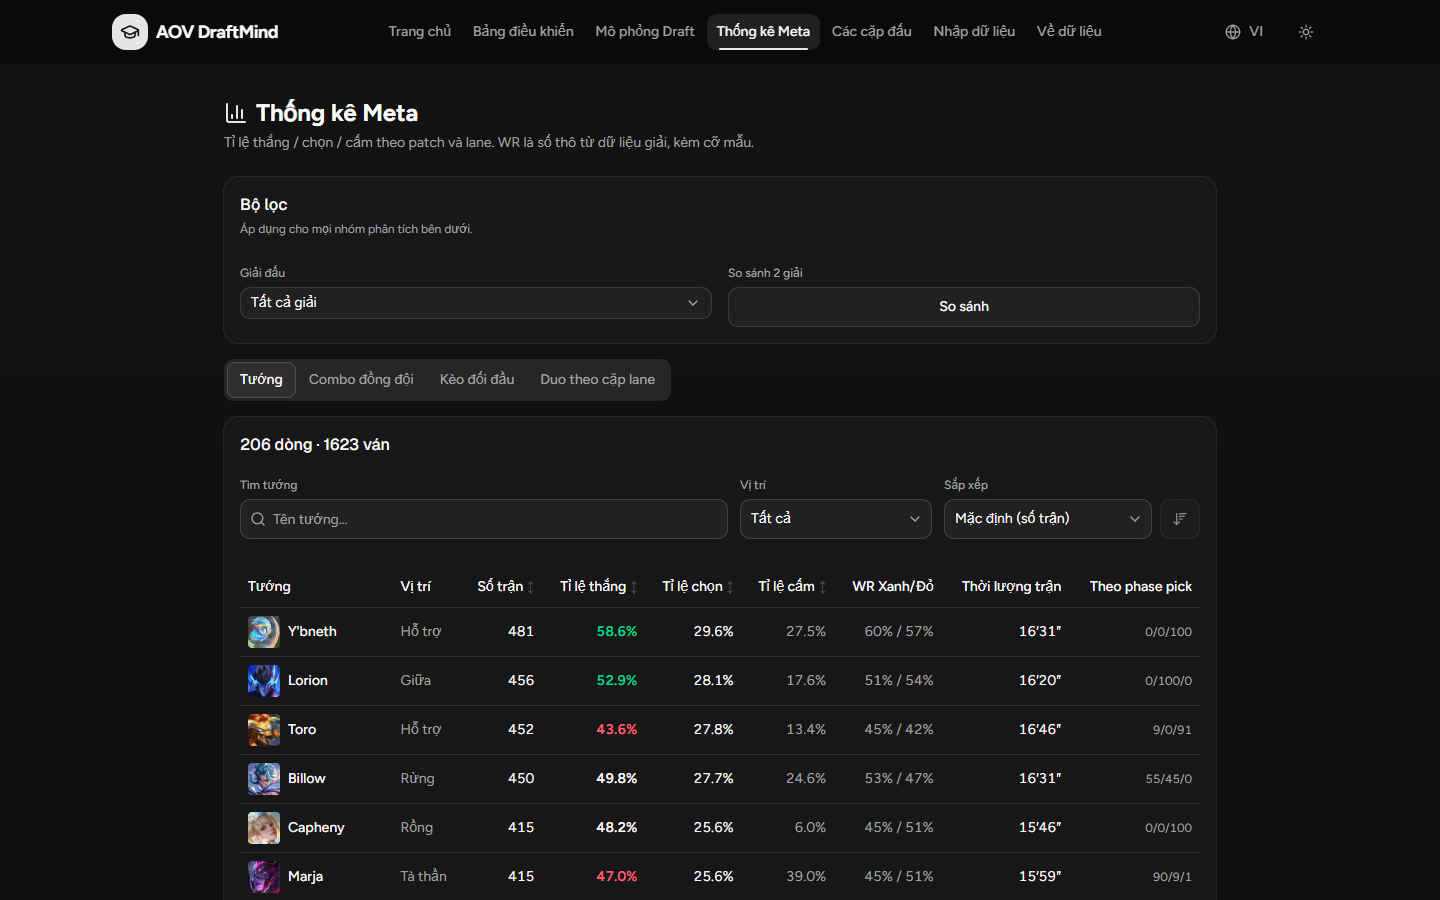 AOV DraftMind
Trang chủ
Bảng điều khiển
Mô phỏng Draft
Thống kê Meta
Các cặp đấu
Nhập dữ liệu
Về dữ liệu
VI
Thống kê Meta
Tỉ lệ thắng / chọn / cấm theo patch và lane. WR là số thô từ dữ liệu giải, kèm cỡ mẫu.
Bộ lọc
Áp dụng cho mọi nhóm phân tích bên dưới.
Giải đấu
So sánh 2 giải
Tất cả giải
So sánh
Tướng
Combo đồng đội
Kèo đối đầu
Duo theo cặp lane
206 dòng · 1623 ván
Tìm tướng
Vị trí
Sắp xếp
Tên tướng...
Tất cả
Mặc định (số trận)
Tướng Vị trí Số trận Tỉ lệ thắng Tỉ lệ chọn Tỉ lệ cấm WR Xanh/Đỏ Thời lượng trận Theo phase pick
Y'bneth Hỗ trợ 481 58.6% 29.6% 27.5% 60% / 57% 16′31″ 0/0/100
Lorion Giữa 456 52.9% 28.1% 17.6% 51% / 54% 16′20″ 0/100/0
Toro Hỗ trợ 452 43.6% 27.8% 13.4% 45% / 42% 16′46″ 9/0/91
Billow Rừng 450 49.8% 27.7% 24.6% 53% / 47% 16′31″ 55/45/0
Capheny Rồng 415 48.2% 25.6% 6.0% 45% / 51% 15′46″ 0/0/100
Marja Tà thần 415 47.0% 25.6% 39.0% 45% / 51% 15′59″ 90/9/1